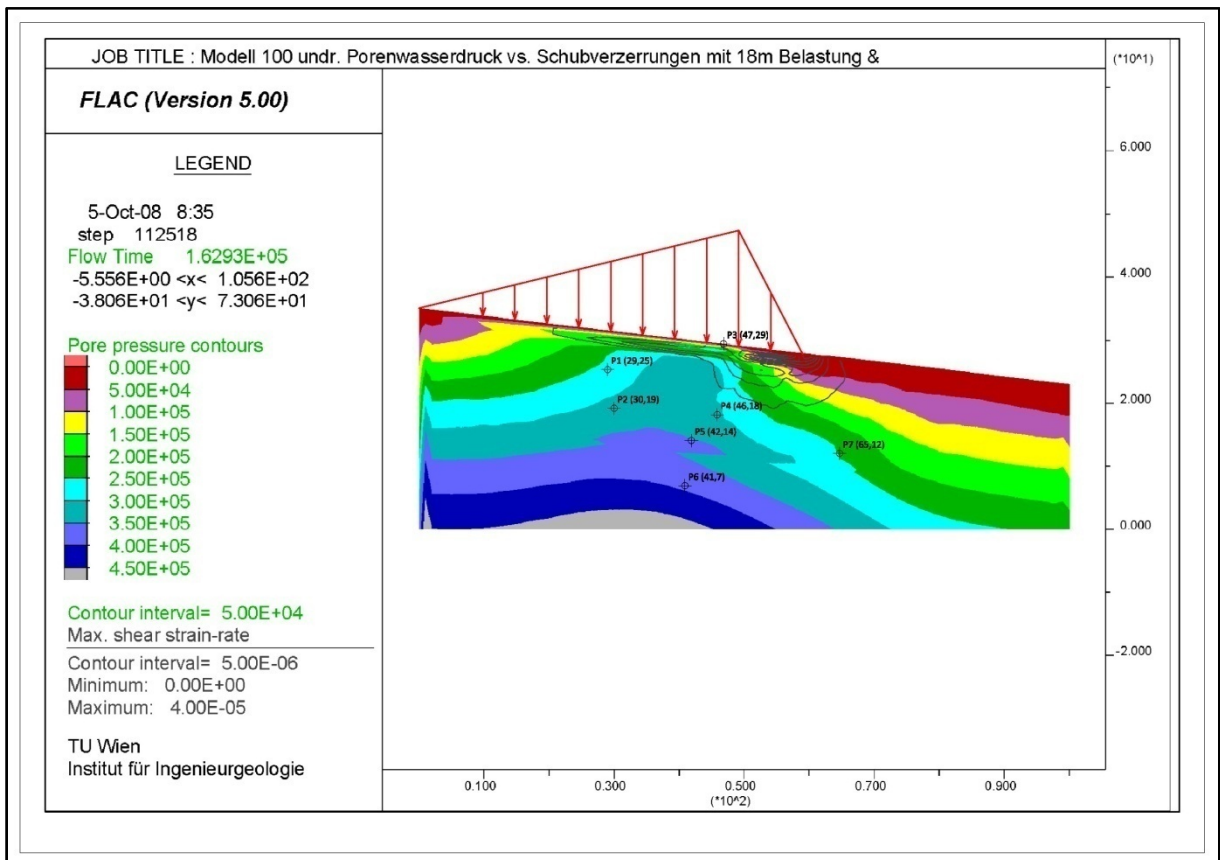 JOB TITLE : Modell 100 undr. Porenwasserdruck vs. Schubverzerrungen mit 18m Belastung &
(*10^1)
FLAC (Version 5.00)
LEGEND
5-Oct-08 8:35
step 112518
Flow Time 1.6293E+05
-5.556E+00 <x< 1.056E+02
-3.806E+01 <y< 7.306E+01
Pore pressure contours
0.00E+00
5.00E+04
1.00E+05
1.50E+05
2.00E+05
2.50E+05
3.00E+05
3.50E+05
4.00E+05
4.50E+05
Contour interval= 5.00E+04
Max. shear strain-rate
Contour interval= 5.00E-06
Minimum: 0.00E+00
Maximum: 4.00E-05
TU Wien
Institut für Ingenieurgeologie
P3 (47,29)
P1 (29,25)
P2 (30,19)
P4 (46,18)
P5 (42,14)
P7 (65,12)
P6 (41,7)
6.000
4.000
2.000
0.000
-2.000
0.100
0.300
0.500
0.700
0.900
(*10^2)